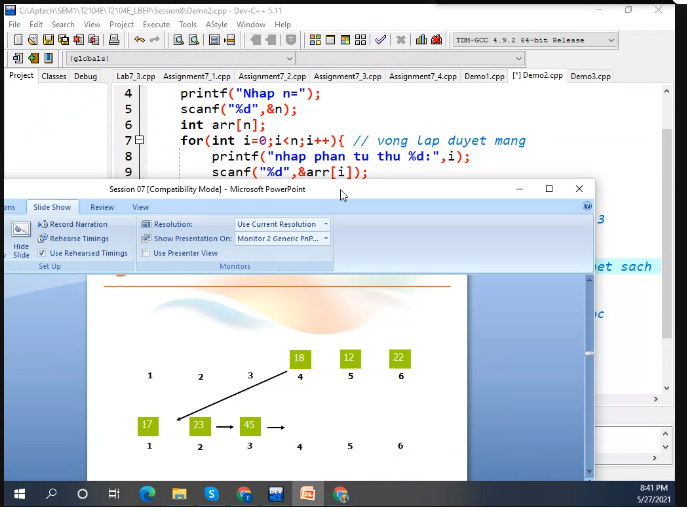 C:\Aptech\SEM1\T2104E\T2104E_LBEP\Session8\Demo2.cpp - Dev-C++ 5.11
File Edit Search View Project Execute Tools AStyle Window Help
TDM-GCC 4.9.2 64-bit Release
(globals)
Project Classes Debug
Lab7_3.cpp Assignment7_1.cpp Assignment7_2.cpp Assignment7_3.cpp Assignment7_4.cpp Demo1.cpp [*] Demo2.cpp Demo3.cpp
4 printf("Nhap n=");
5 scanf("%d",&n);
6 int arr[n];
7 for(int i=0;i<n;i++){ // vong lap duyet mang
8 printf("nhap phan tu thu %d:",i);
9 scanf("%d",&arr[i]);
Session 07 [Compatibility Mode] - Microsoft PowerPoint
ons Slide Show Review View
3
Record Narration
Rehearse Timings
Use Rehearsed Timings
Hide
Slide
Set Up
Resolution: Use Current Resolution
Show Presentation On: Monitor 2 Generic PnP...
Use Presenter View
Monitors
et sach
oc
18 12 22
1 2 3 4 5 6
17 23 45
1 2 3 4 5 6
8:41 PM
5/27/2021